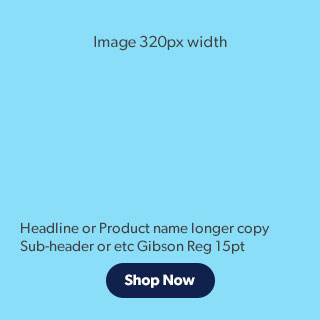 Image 320px width
Headline or Product name longer copy
Sub-header or etc Gibson Reg 15pt
Shop Now